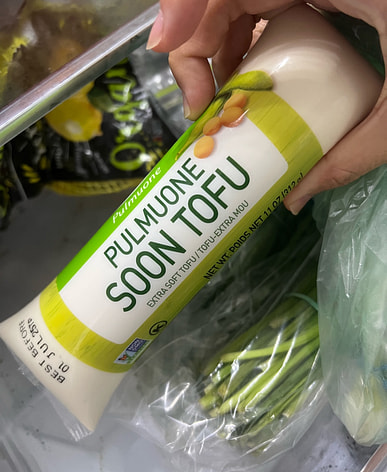 Pulmuone
PULMUONE
SOON TOFU
EXTRA SOFT TOFU / TOFU-EXTRA MOU
NET WT. POIDS NET 11 OZ (312 g)
BEST BEFORE
01 JUL 25